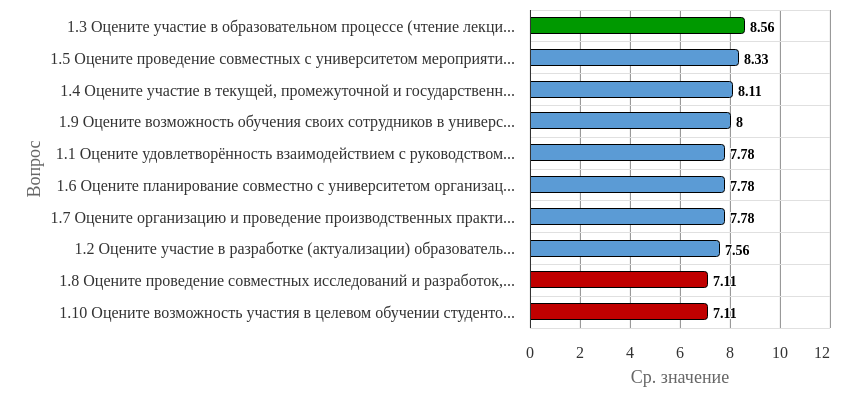 1.3 Оцените участие в образовательном процессе (чтение лекци... 8.56
1.5 Оцените проведение совместных с университетом мероприяти... 8.33
1.4 Оцените участие в текущей, промежуточной и государственн... 8.11
1.9 Оцените возможность обучения своих сотрудников в универс... 8
1.1 Оцените удовлетворённость взаимодействием с руководством... 7.78
1.6 Оцените планирование совместно с университетом организац... 7.78
1.7 Оцените организацию и проведение производственных практи... 7.78
1.2 Оцените участие в разработке (актуализации) образователь... 7.56
1.8 Оцените проведение совместных исследований и разработок,... 7.11
1.10 Оцените возможность участия в целевом обучении студенто... 7.11
Вопрос
0 2 4 6 8 10 12
Ср. значение